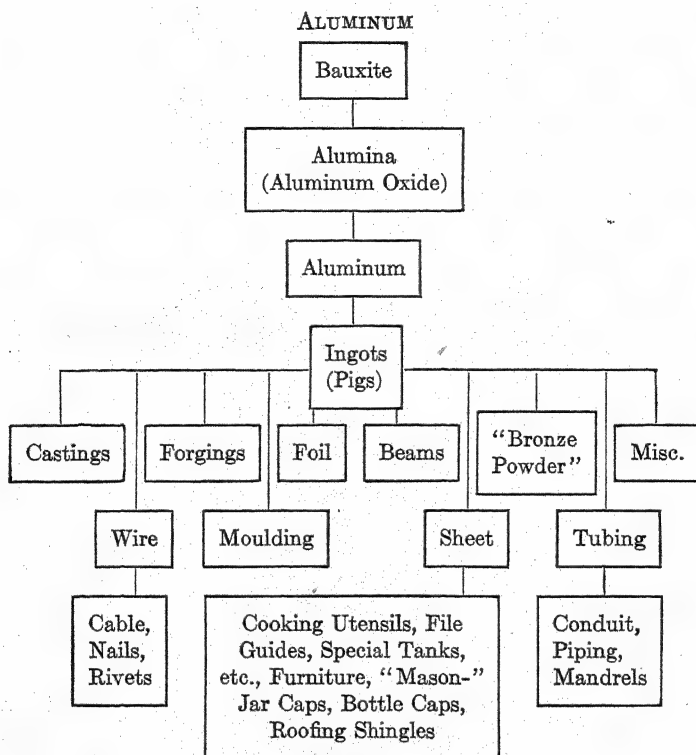 ALUMINUM
Bauxite
Alumina
(Aluminum Oxide)
Aluminum
Ingots
(Pigs)
Castings
Forgings
Foil
Beams
“Bronze
Powder”
Misc.
Wire
Moulding
Sheet
Tubing
Cable,
Nails,
Rivets
Cooking Utensils, File
Guides, Special Tanks,
etc., Furniture, “Mason-”
Jar Caps, Bottle Caps,
Roofing Shingles
Conduit,
Piping,
Mandrels